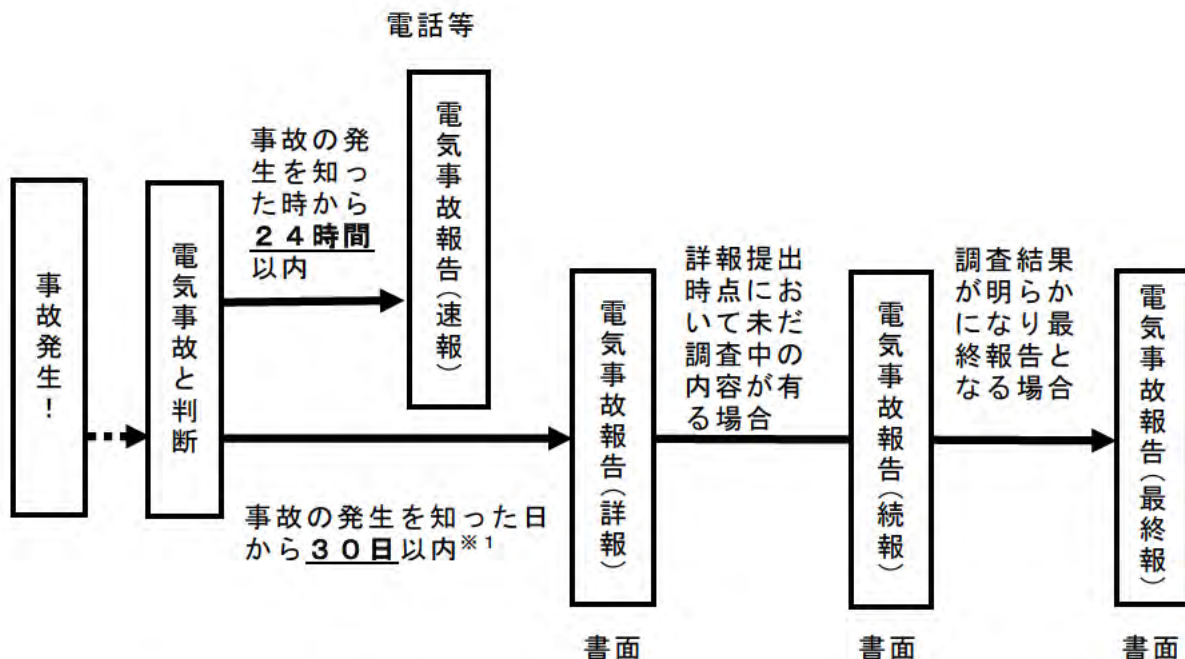 電話等
事故発生！
電気事故と判断
事故の発
生を知っ
た時から
２４時間
以内
電気事故報告（速報）
事故の発生を知った日
から３０日以内※１
電気事故報告（詳報）
詳報提出
時点にお
いて未だ
調査中の
内容が有
る場合
電気事故報告（続報）
調査結果
が明らか
になり最
終報告と
なる場合
電気事故報告（最終報）
書面
書面
書面